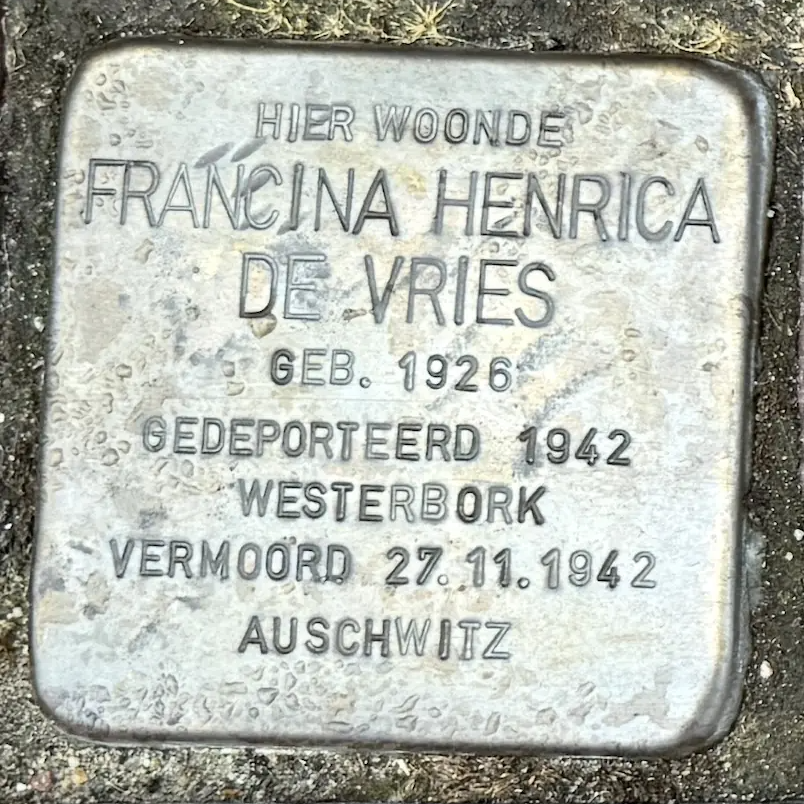 HIER WOONDE
FRANCINA HENRICA
DE VRIES
GEB. 1926
GEDEPORTEERD 1942
WESTERBORK
VERMOORD 27.11.1942
AUSCHWITZ